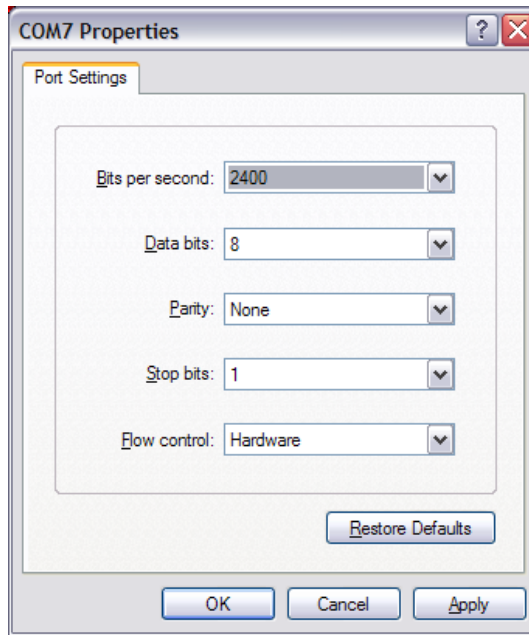 COM7 Properties
Port Settings
Bits per second: 2400
Data bits: 8
Parity: None
Stop bits: 1
Flow control: Hardware
Restore Defaults
OK Cancel Apply